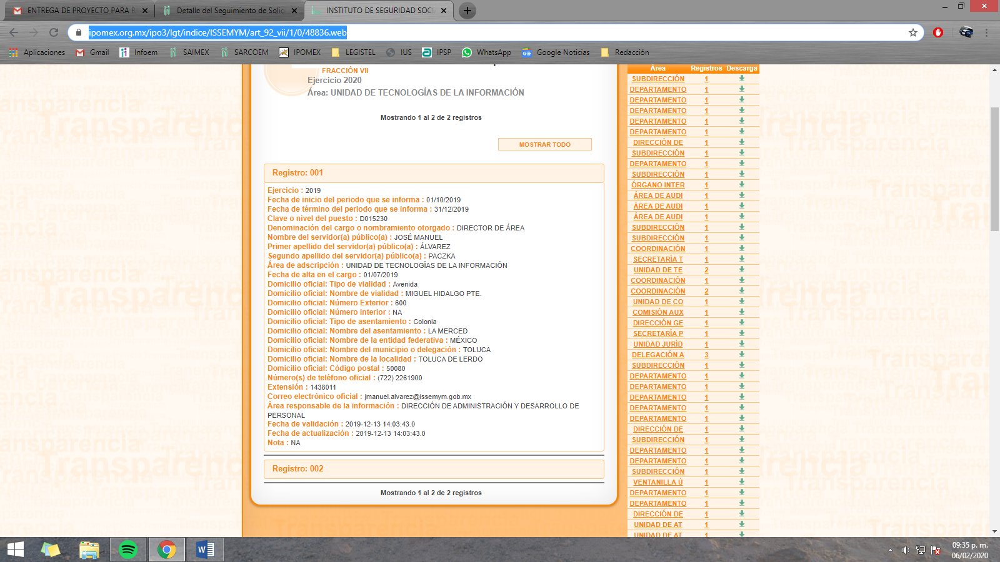 ENTREGA DE PROYECTO PARA R
Detalle del Seguimiento de Solic
INSTITUTO DE SEGURIDAD SOCI
ipomex.org.mx/ipo3/lgt/indice/ISSEMYM/art_92_vii/1/0/48836.web
Aplicaciones
Gmail
Infoem
SAIMEX
SARCOEM
IPOMEX
LEGISTEL
IUS
IPSP
WhatsApp
Google Noticias
Redacción
FRACCIÓN VII
Ejercicio 2020
Área: UNIDAD DE TECNOLOGÍAS DE LA INFORMACIÓN
Mostrando 1 al 2 de 2 registros
MOSTRAR TODO
Registro: 001
Ejercicio : 2019
Fecha de inicio del periodo que se informa : 01/10/2019
Fecha de término del periodo que se informa : 31/12/2019
Clave o nivel del puesto : D015230
Denominación del cargo o nombramiento otorgado : DIRECTOR DE ÁREA
Nombre del servidor(a) público(a) : JOSÉ MANUEL
Primer apellido del servidor(a) público(a) : ÁLVAREZ
Segundo apellido del servidor(a) público(a) : PACZKA
Área de adscripción : UNIDAD DE TECNOLOGÍAS DE LA INFORMACIÓN
Fecha de alta en el cargo : 01/07/2019
Domicilio oficial: Tipo de vialidad : Avenida
Domicilio oficial: Nombre de vialidad : MIGUEL HIDALGO PTE.
Domicilio oficial: Número Exterior : 600
Domicilio oficial: Número interior : NA
Domicilio oficial: Tipo de asentamiento : Colonia
Domicilio oficial: Nombre del asentamiento : LA MERCED
Domicilio oficial: Nombre de la entidad federativa : MÉXICO
Domicilio oficial: Nombre del municipio o delegación : TOLUCA
Domicilio oficial: Nombre de la localidad : TOLUCA DE LERDO
Domicilio oficial: Código postal : 50080
Número(s) de teléfono oficial : (722) 2261900
Extensión : 1438011
Correo electrónico oficial : jmanuel.alvarez@issemym.gob.mx
Área responsable de la información : DIRECCIÓN DE ADMINISTRACIÓN Y DESARROLLO DE
PERSONAL
Fecha de validación : 2019-12-13 14:03:43.0
Fecha de actualización : 2019-12-13 14:03:43.0
Nota : NA
Registro: 002
Mostrando 1 al 2 de 2 registros
Área Registros Descarga
SUBDIRECCIÓN 1
DEPARTAMENTO 1
DEPARTAMENTO 1
DEPARTAMENTO 1
DEPARTAMENTO 1
DEPARTAMENTO 1
DIRECCIÓN DE 1
SUBDIRECCIÓN 1
DEPARTAMENTO 1
SUBDIRECCIÓN 1
ÓRGANO INTER 1
ÁREA DE AUDI 1
ÁREA DE AUDI 1
ÁREA DE AUDI 1
SUBDIRECCIÓN 1
SUBDIRECCIÓN 1
COORDINACIÓN 1
SECRETARÍA T 1
UNIDAD DE TE 2
COORDINACIÓN 1
COORDINACIÓN 2
UNIDAD DE CO 1
COMISIÓN AUX 1
DIRECCIÓN GE 1
SECRETARÍA P 1
UNIDAD JURÍD 1
DELEGACIÓN A 3
SUBDIRECCIÓN 1
DEPARTAMENTO 1
DEPARTAMENTO 1
DEPARTAMENTO 1
DEPARTAMENTO 1
DEPARTAMENTO 1
DIRECCIÓN DE 1
SUBDIRECCIÓN 1
DEPARTAMENTO 1
DEPARTAMENTO 1
SUBDIRECCIÓN 1
VENTANILLA Ú 1
DEPARTAMENTO 1
DEPARTAMENTO 1
DIRECCIÓN DE 1
UNIDAD DE AT 1
UNIDAD DE AT 1
09:35 p. m.
06/02/2020